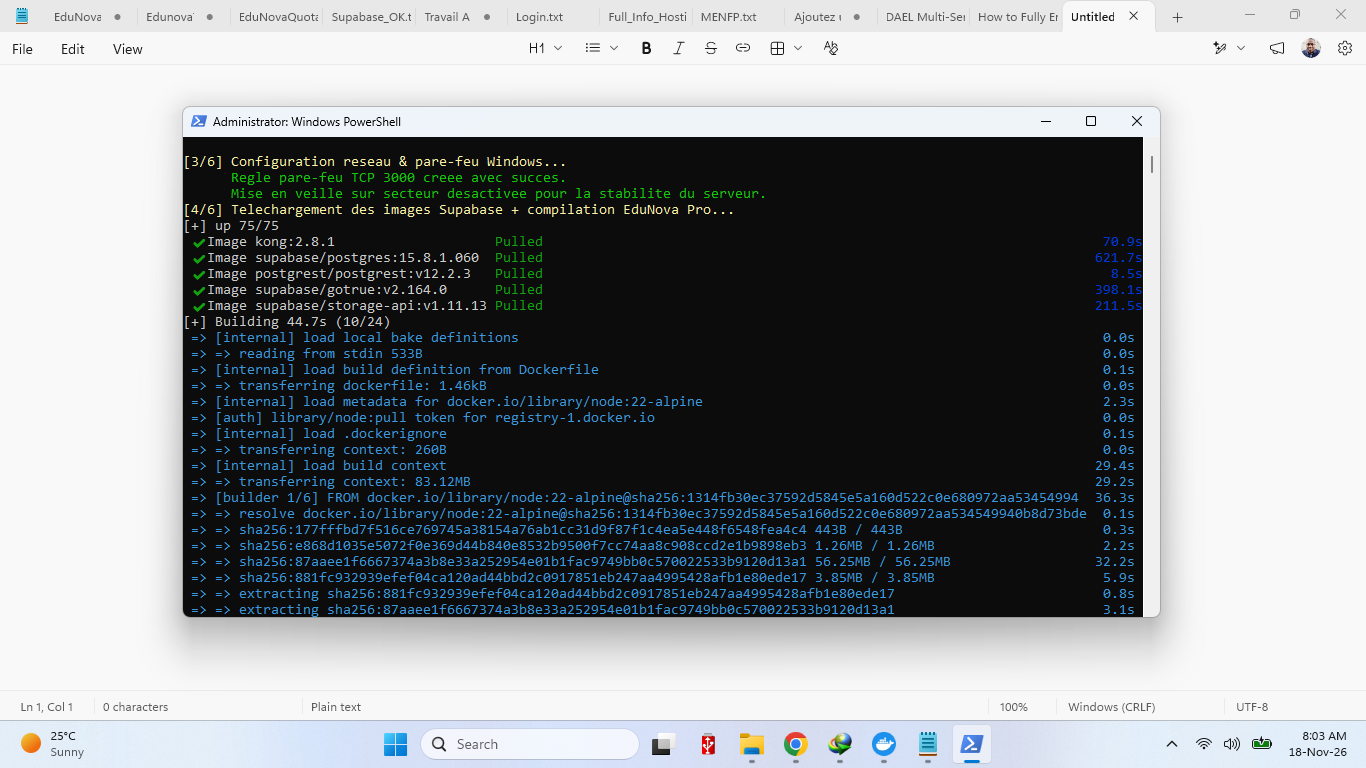 EduNova
Edunova
EduNovaQuota
Supabase_OK.t
Travail A
Login.txt
Full_Info_Hosti
MENFP.txt
Ajoutez u
DAEL Multi-Ser
How to Fully Er
Untitled
File
Edit
View
H1
Administrator: Windows PowerShell
[3/6] Configuration reseau & pare-feu Windows...
Regle pare-feu TCP 3000 creee avec succes.
Mise en veille sur secteur desactivee pour la stabilite du serveur.
[4/6] Telechargement des images Supabase + compilation EduNova Pro...
[+] up 75/75
✔Image kong:2.8.1 Pulled 70.9s
✔Image supabase/postgres:15.8.1.060 Pulled 621.7s
✔Image postgrest/postgrest:v12.2.3 Pulled 8.5s
✔Image supabase/gotrue:v2.164.0 Pulled 398.1s
✔Image supabase/storage-api:v1.11.13 Pulled 211.5s
[+] Building 44.7s (10/24)
=> [internal] load local bake definitions 0.0s
=> => reading from stdin 533B 0.0s
=> [internal] load build definition from Dockerfile 0.1s
=> => transferring dockerfile: 1.46kB 0.0s
=> [internal] load metadata for docker.io/library/node:22-alpine 2.3s
=> [auth] library/node:pull token for registry-1.docker.io 0.0s
=> [internal] load .dockerignore 0.1s
=> => transferring context: 260B 0.0s
=> [internal] load build context 29.4s
=> => transferring context: 83.12MB 29.2s
=> [builder 1/6] FROM docker.io/library/node:22-alpine@sha256:1314fb30ec37592d5845e5a160d522c0e680972aa53454994 36.3s
=> => resolve docker.io/library/node:22-alpine@sha256:1314fb30ec37592d5845e5a160d522c0e680972aa534549940b8d73bde 0.1s
=> => sha256:177fffbd7f516ce769745a38154a76ab1cc31d9f87f1c4ea5e448f6548fea4c4 443B / 443B 0.3s
=> => sha256:e868d1035e5072f0e369d44b840e8532b9500f7cc74aa8c908ccd2e1b9898eb3 1.26MB / 1.26MB 2.2s
=> => sha256:87aaee1f6667374a3b8e33a252954e01b1fac9749bb0c570022533b9120d13a1 56.25MB / 56.25MB 32.2s
=> => sha256:881fc932939efef04ca120ad44bbd2c0917851eb247aa4995428afb1e80ede17 3.85MB / 3.85MB 5.9s
=> => extracting sha256:881fc932939efef04ca120ad44bbd2c0917851eb247aa4995428afb1e80ede17 0.8s
=> => extracting sha256:87aaee1f6667374a3b8e33a252954e01b1fac9749bb0c570022533b9120d13a1 3.1s
Ln 1, Col 1
0 characters
Plain text
100%
Windows (CRLF)
UTF-8
25°C
Sunny
Search
8:03 AM
18-Nov-26